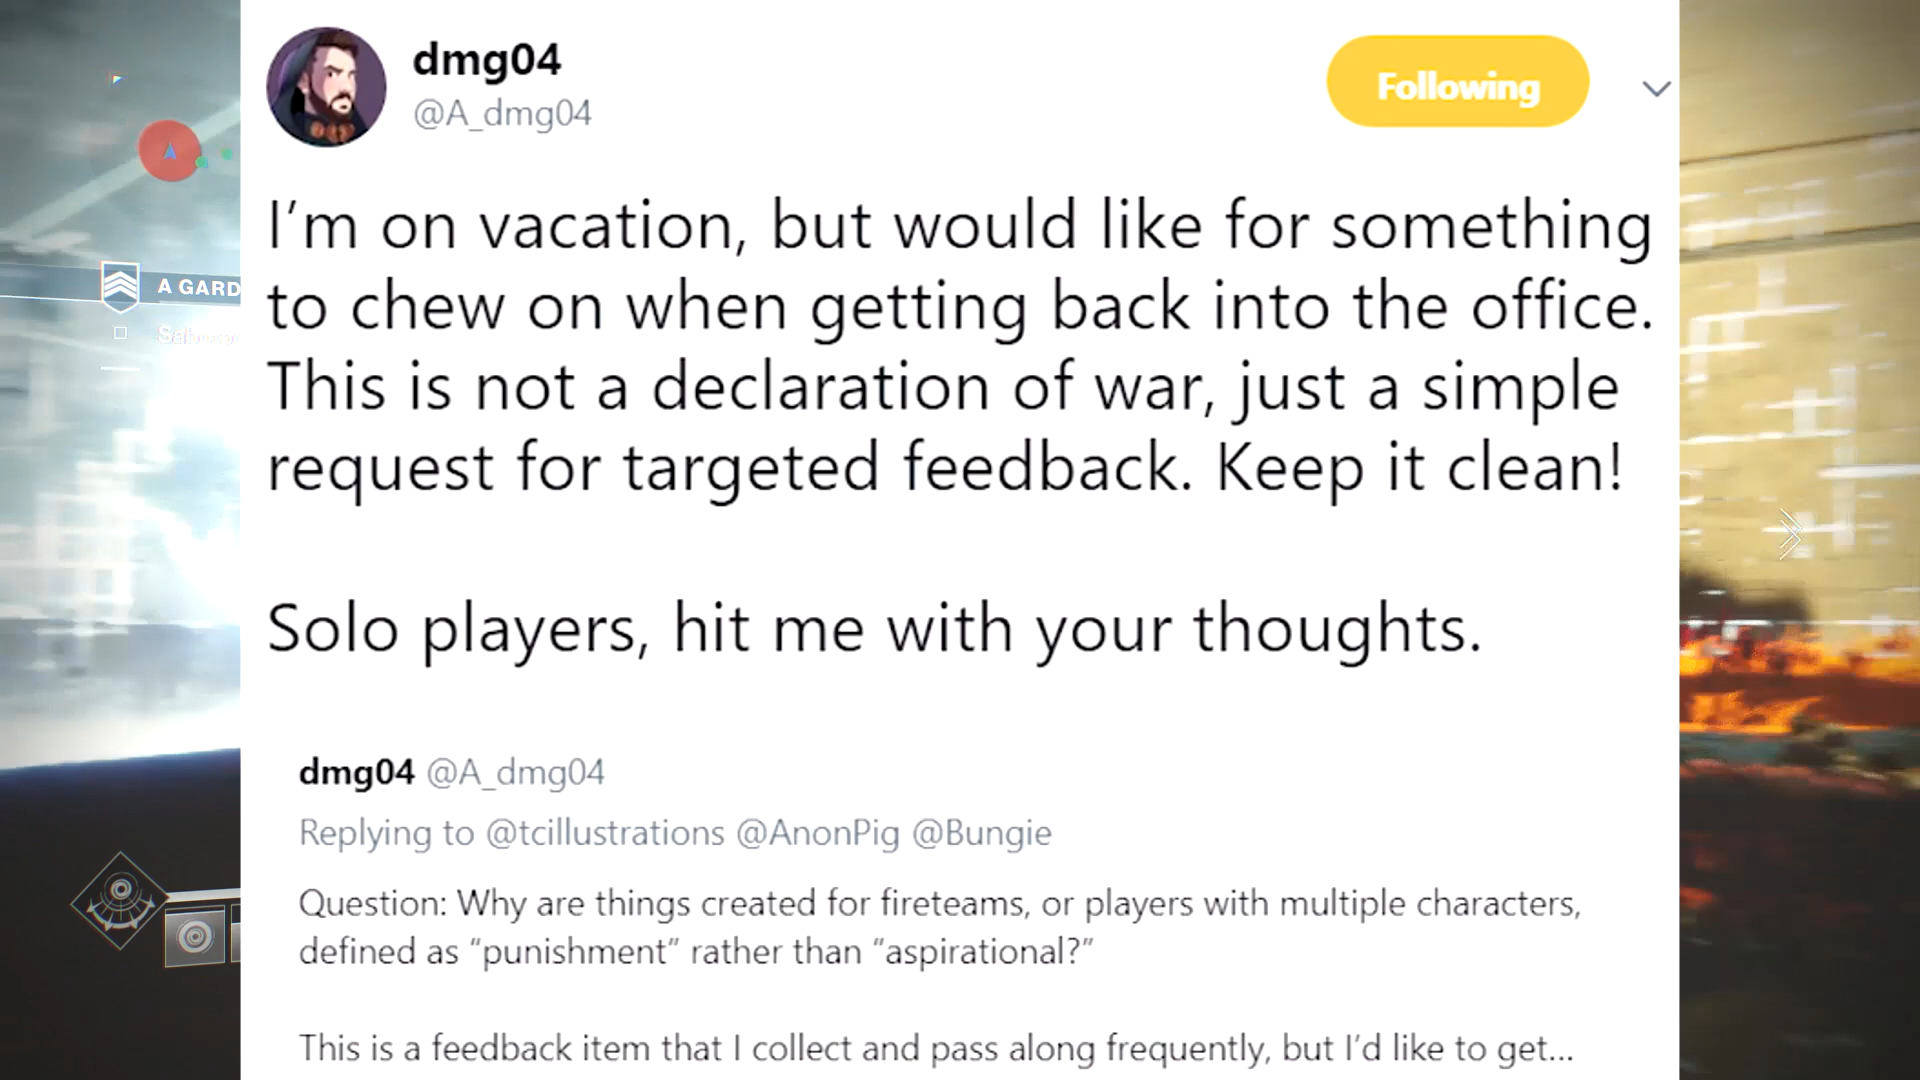 dmg04
@A_dmg04
Following
I'm on vacation, but would like for something
to chew on when getting back into the office.
This is not a declaration of war, just a simple
request for targeted feedback. Keep it clean!
Solo players, hit me with your thoughts.
dmg04 @A_dmg04
Replying to @tcillustrations @AnonPig @Bungie
Question: Why are things created for fireteams, or players with multiple characters,
defined as “punishment” rather than “aspirational?”
This is a feedback item that I collect and pass along frequently, but I'd like to get...
A GARD